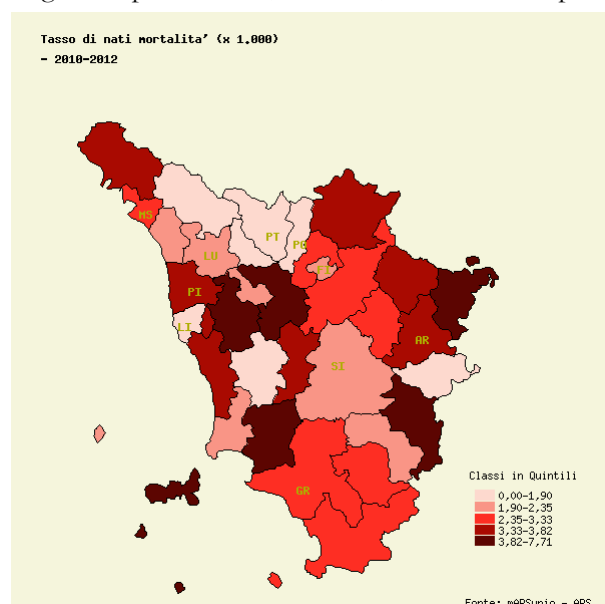 Tasso di nati mortalita' (x 1.000)
- 2010-2012
MS
PT
PO
LU
FI
PI
LI
AR
SI
GR
Classi in Quintili
0,00-1,90
1,90-2,35
2,35-3,33
3,33-3,82
3,82-7,71